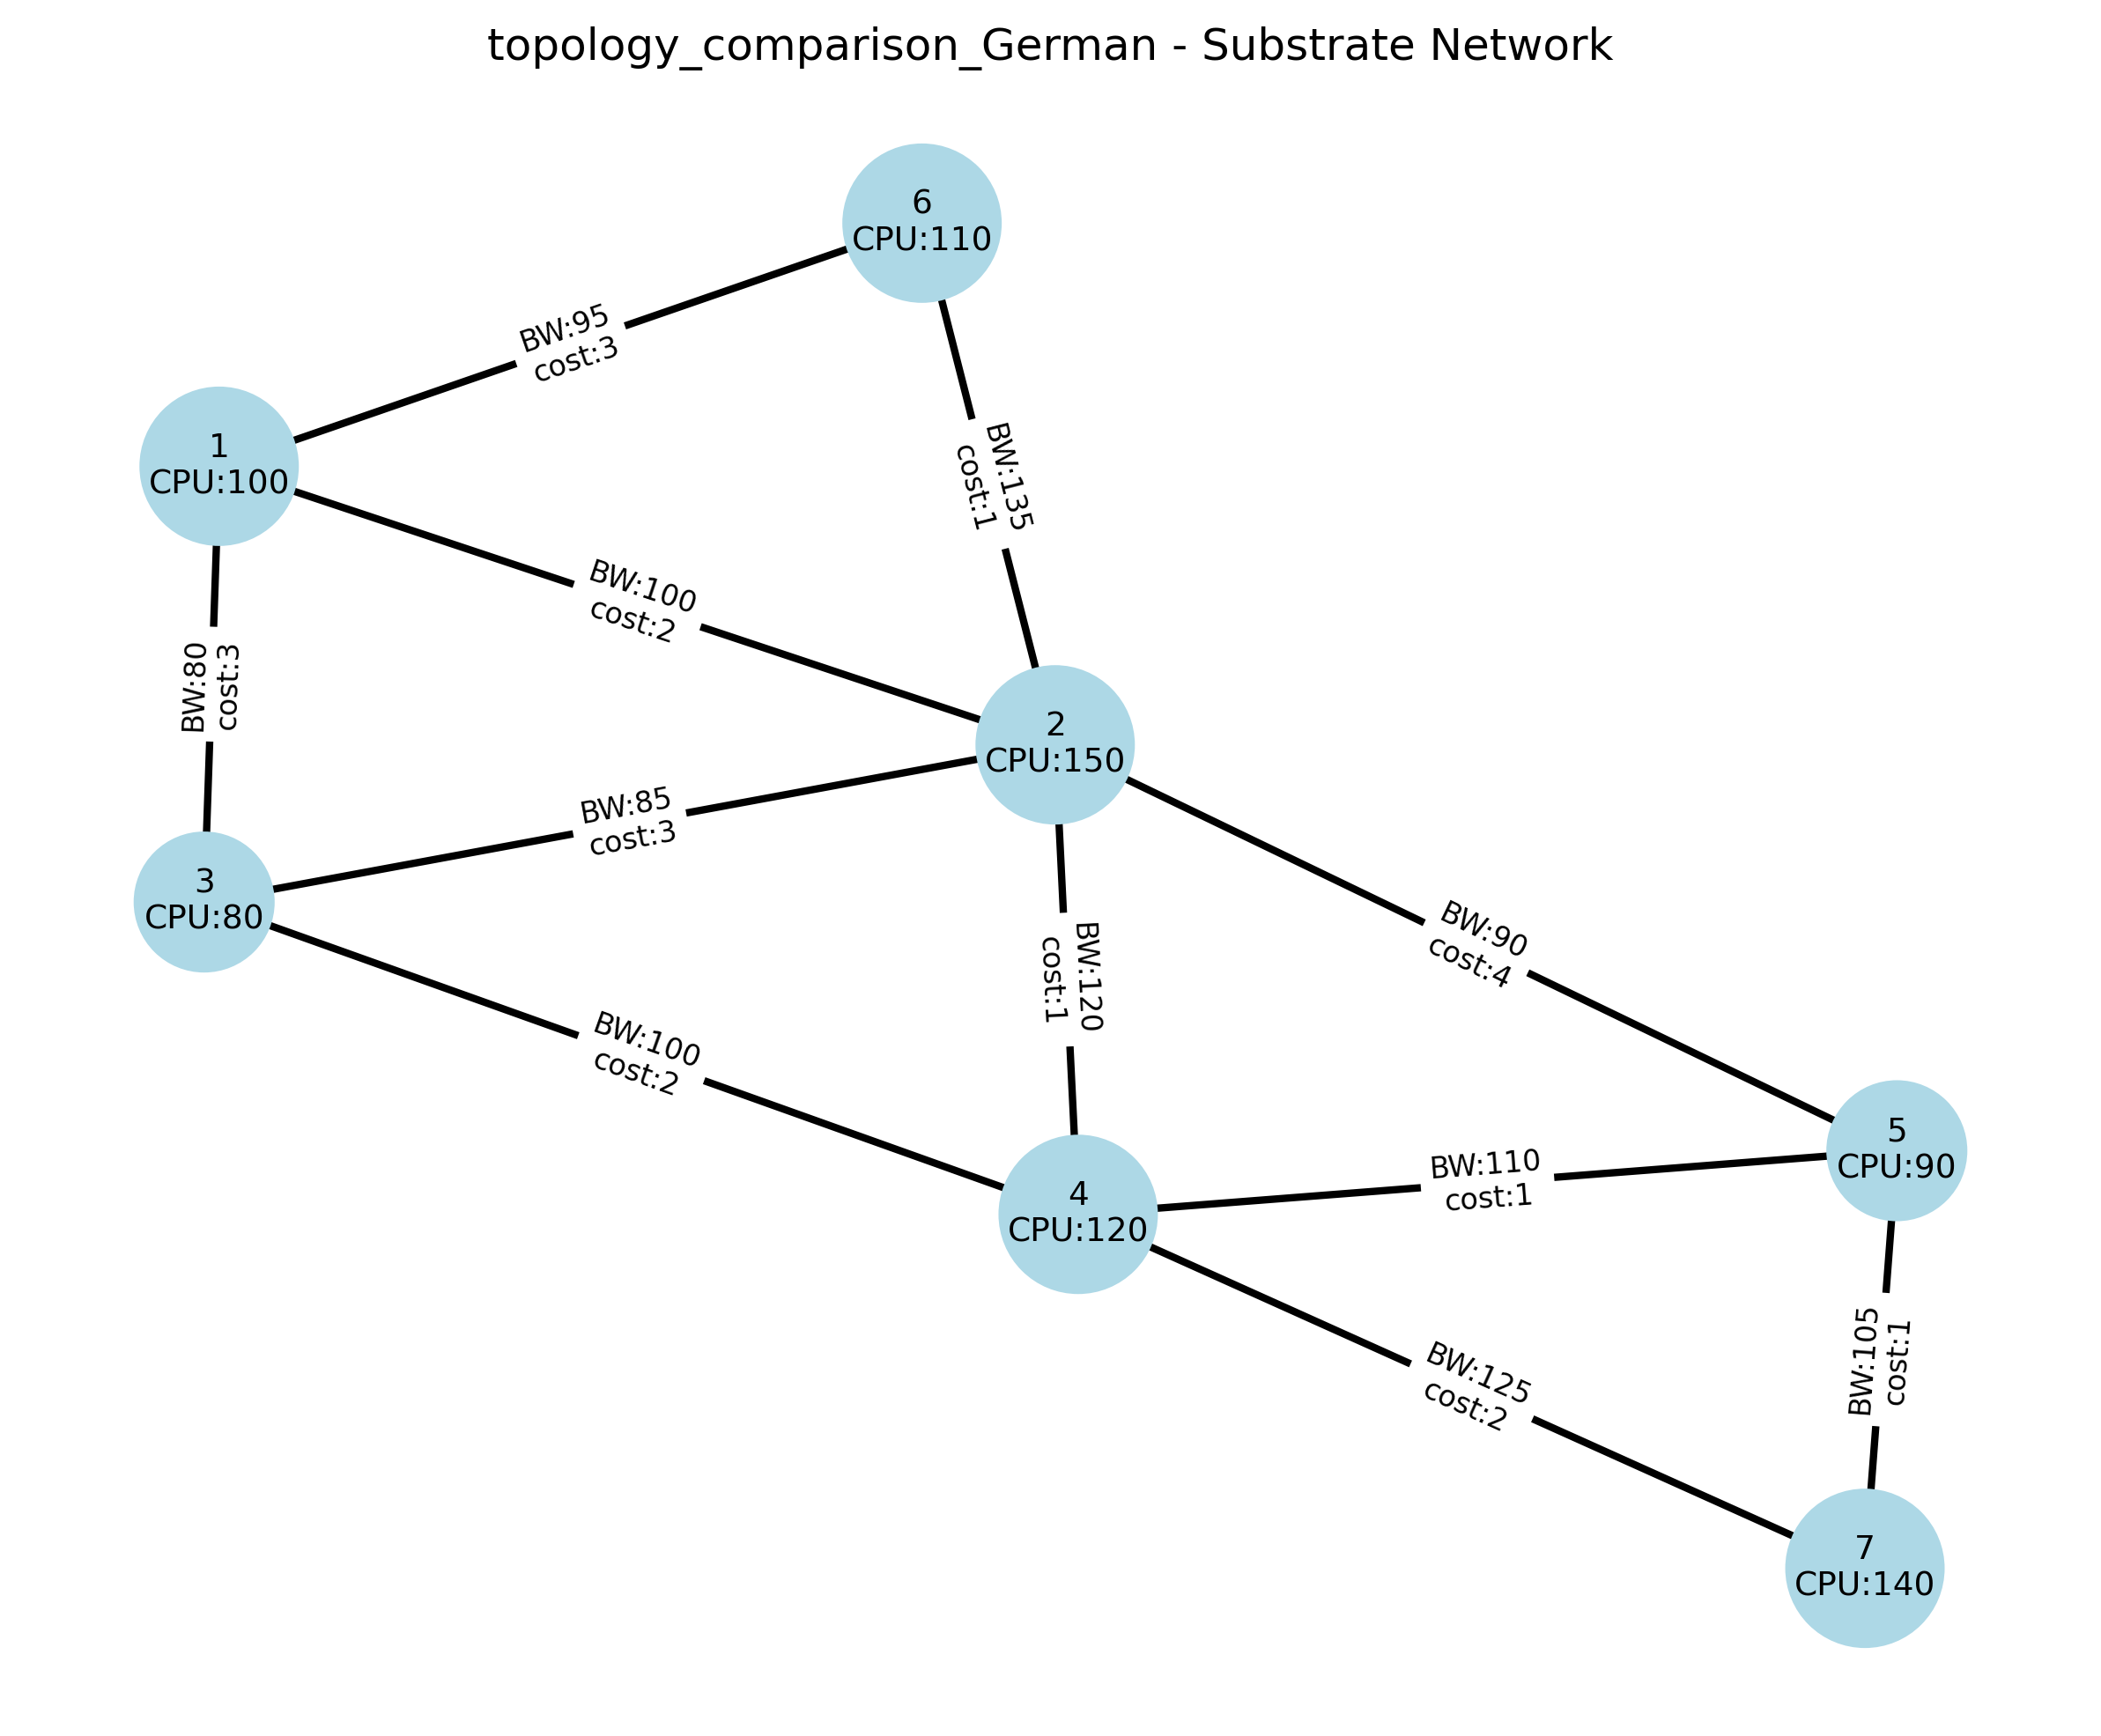 topology_comparison_German - Substrate Network
6
CPU:110
BW:95
cost:3
1
CPU:100
BW:135
cost:1
BW:100
cost:2
BW:80
cost:3
2
CPU:150
BW:85
cost:3
3
CPU:80
BW:90
cost:4
BW:120
cost:1
BW:100
cost:2
5
CPU:90
BW:110
cost:1
4
CPU:120
BW:105
cost:1
BW:125
cost:2
7
CPU:140